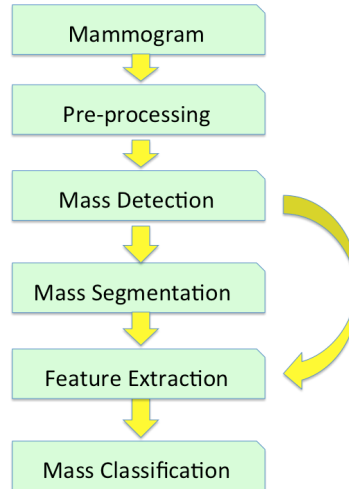 Mammogram
Pre-processing
Mass Detection
Mass Segmentation
Feature Extraction
Mass Classification